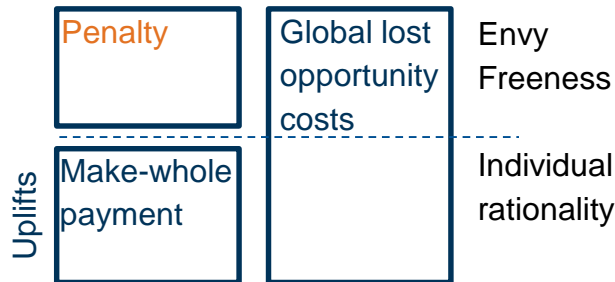 Penalty
Global lost
opportunity
costs
Envy
Freeness
Uplifts
Make-whole
payment
Individual
rationality